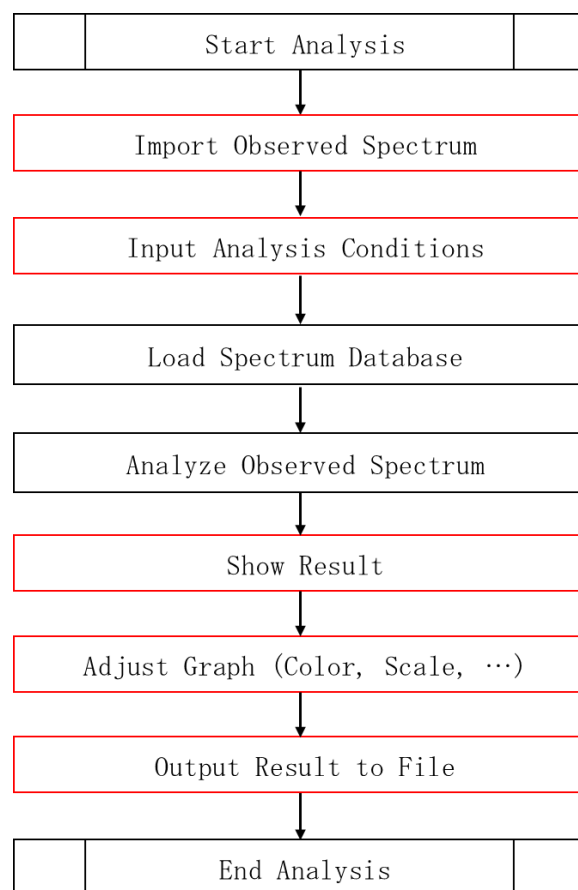 Start Analysis
Import Observed Spectrum
Input Analysis Conditions
Load Spectrum Database
Analyze Observed Spectrum
Show Result
Adjust Graph (Color, Scale, …)
Output Result to File
End Analysis